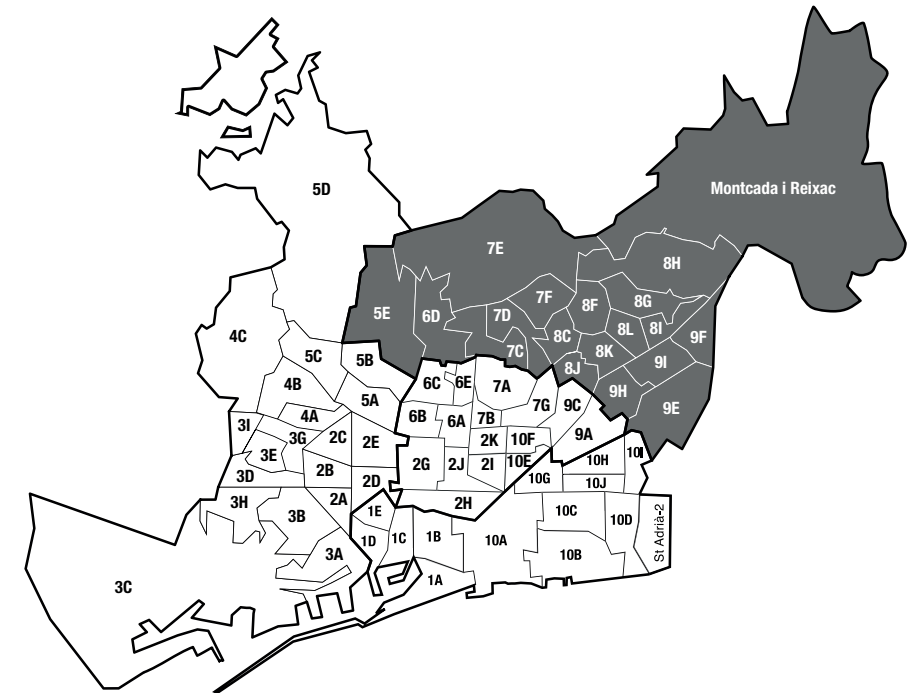 Montcada i Reixac
5D
7E
8H
7F
8F
8G
5E
6D
7D
8L
8I
4C
8C
9F
7C
8K
5C
5B
9I
8J
6C
6E
7A
9H
4B
5A
7G
9C
9E
4A
6B
6A
7B
3I
3G
2C
2E
2K
10F
9A
3E
10I
2G
2J
2I
10E
10H
3D
2B
2D
10G
10J
3H
2A
2H
1E
3B
10C
10D
St Adrià-2
1D
1C
1B
10A
3A
10B
1A
3C